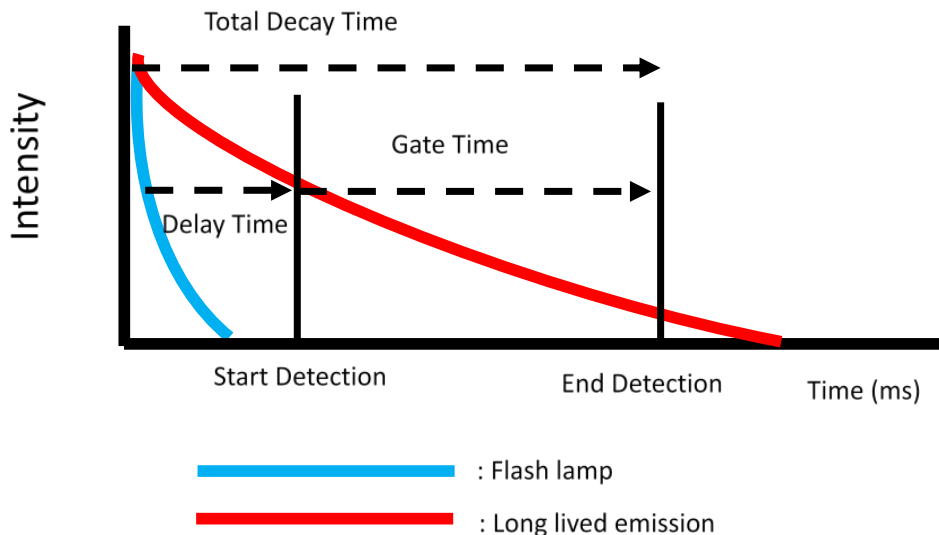 Total Decay Time
Intensity
Gate Time
Delay Time
Start Detection
End Detection
Time (ms)
: Flash lamp
: Long lived emission